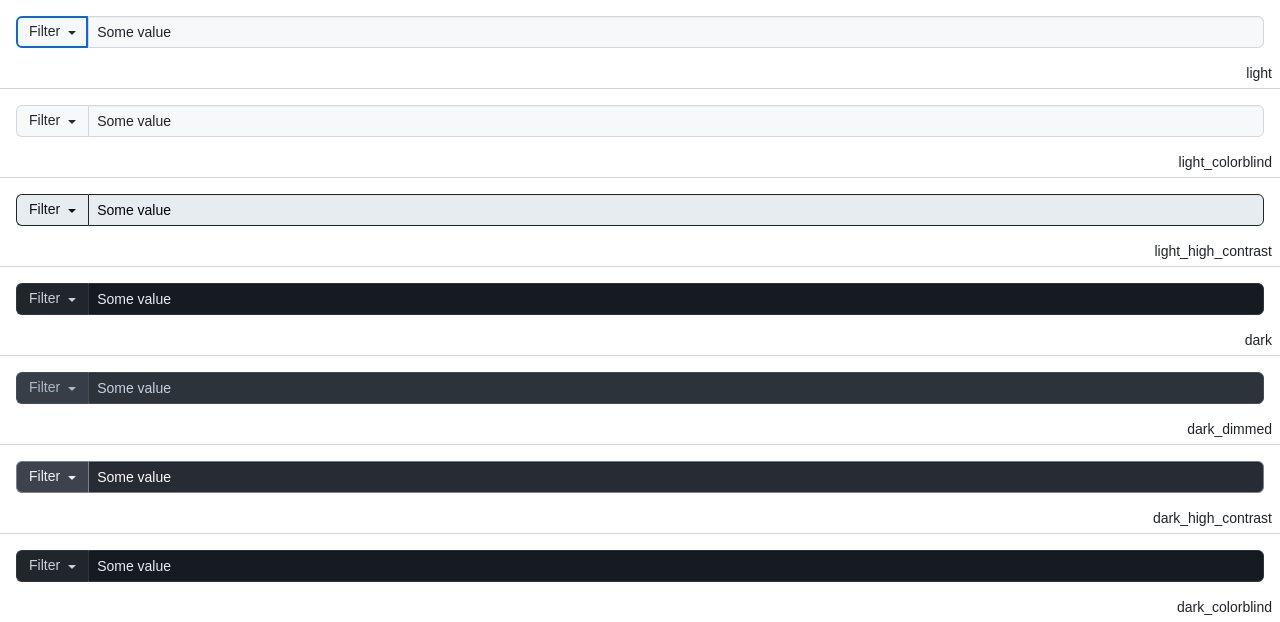 Filter Some value
light
Filter Some value
light_colorblind
Filter Some value
light_high_contrast
Filter Some value
dark
Filter Some value
dark_dimmed
Filter Some value
dark_high_contrast
Filter Some value
dark_colorblind